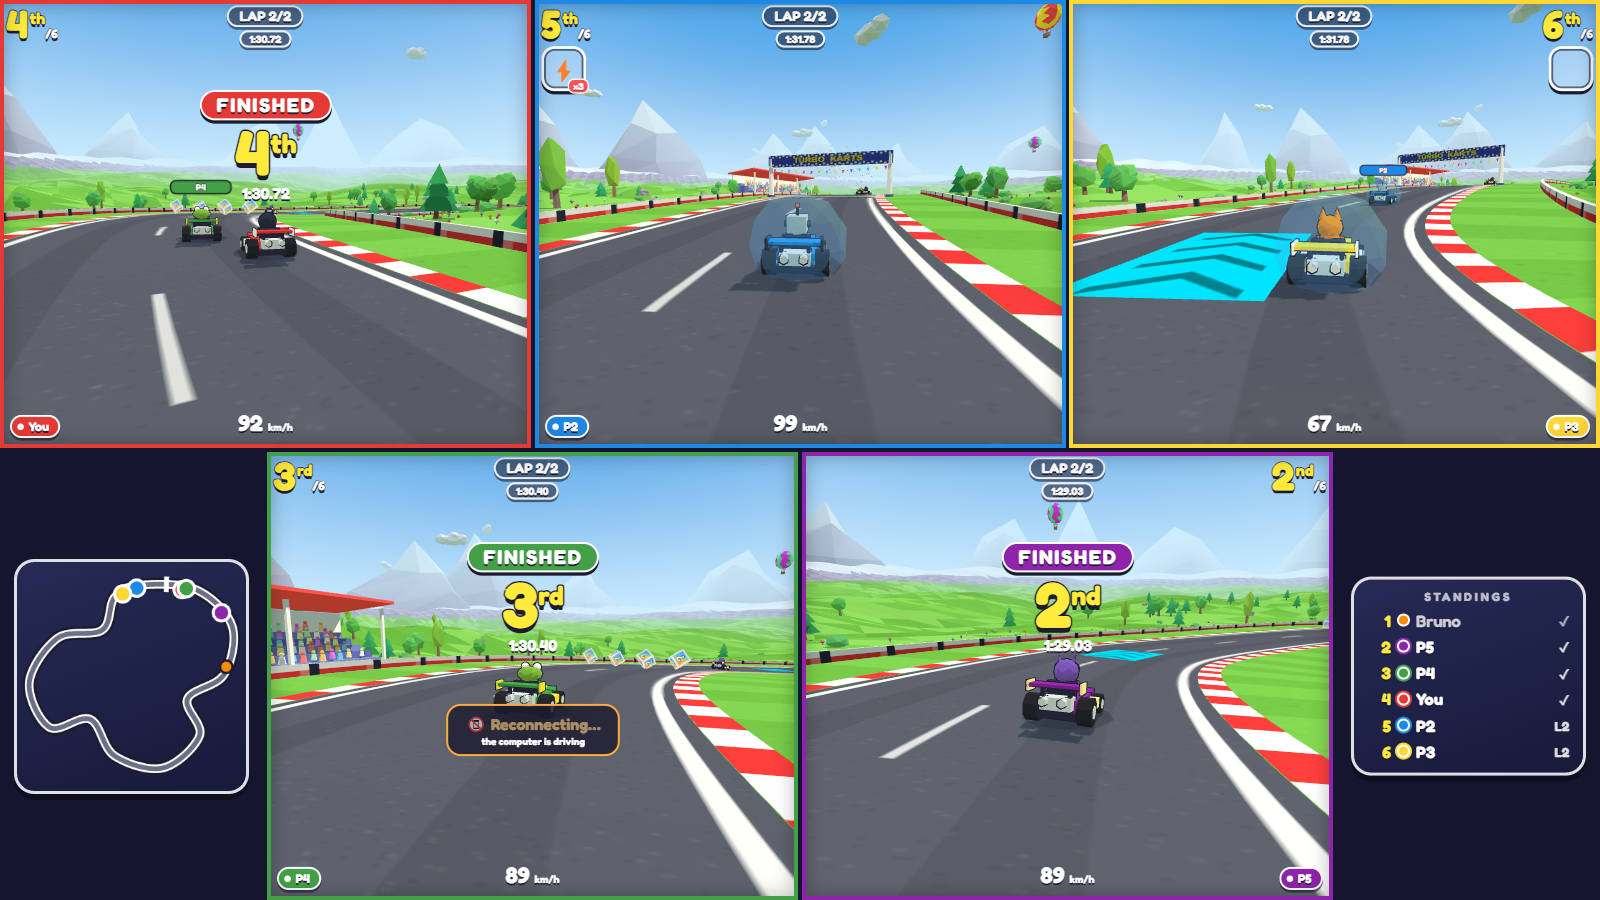 4th/6
LAP 2/2
1:30.72
FINISHED
4th
1:30.72
P4
92 km/h
You
5th/6
LAP 2/2
1:31.78
x3
TURBO KARTS
99 km/h
P2
6th/6
LAP 2/2
1:31.78
TURBO KARTS
P2
67 km/h
P3
3rd/6
LAP 2/2
1:30.40
FINISHED
3rd
1:30.40
Reconnecting...
the computer is driving
89 km/h
P4
2nd/6
LAP 2/2
1:29.03
FINISHED
2nd
1:29.03
89 km/h
P5
STANDINGS
1 Bruno ✓
2 P5 ✓
3 P4 ✓
4 You ✓
5 P2 L2
6 P3 L2